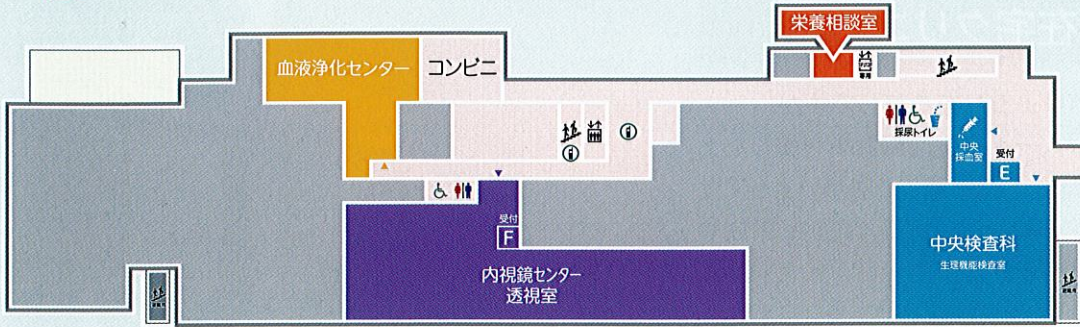 栄養相談室
血液浄化センター
コンビニ
専用
採尿トイレ
中央
採血室
受付
E
受付
F
中央検査科
生理機能検査室
内視鏡センター
透視室